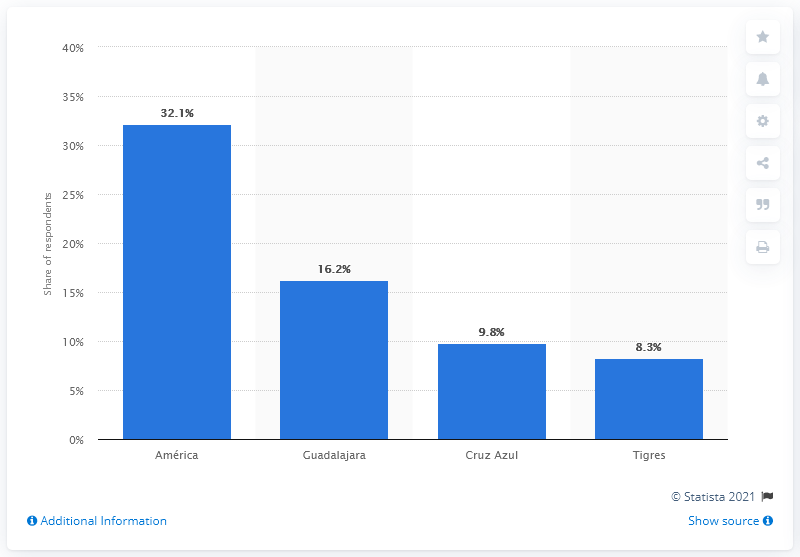 40%
35%
30%
25%
20%
15%
10%
5%
0%
Share of respondents
32.1%
16.2%
9.8%
8.3%
América
Guadalajara
Cruz Azul
Tigres
© Statista 2021
Additional Information
Show source